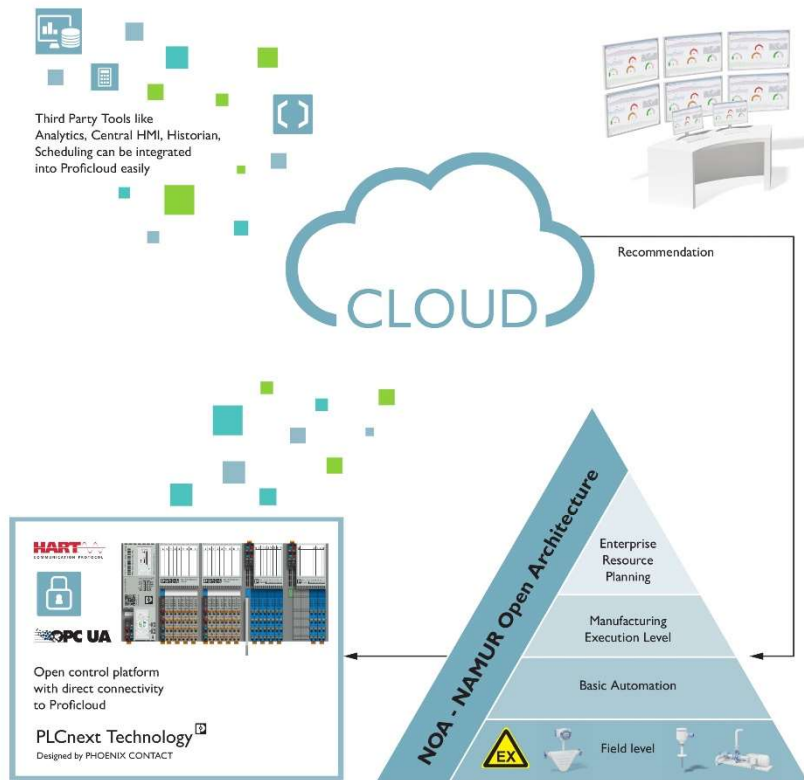 Third Party Tools like
Analytics, Central HMI, Historian,
Scheduling can be integrated
into Proficloud easily
Recommendation
CLOUD
HART
COMMUNICATION PROTOCOL
OPC UA
Open control platform
with direct connectivity
to Proficloud
PLCnext Technology
Designed by PHOENIX CONTACT
NOA - NAMUR Open Architecture
Enterprise
Resource
Planning
Manufacturing
Execution Level
Basic Automation
EX
Field level